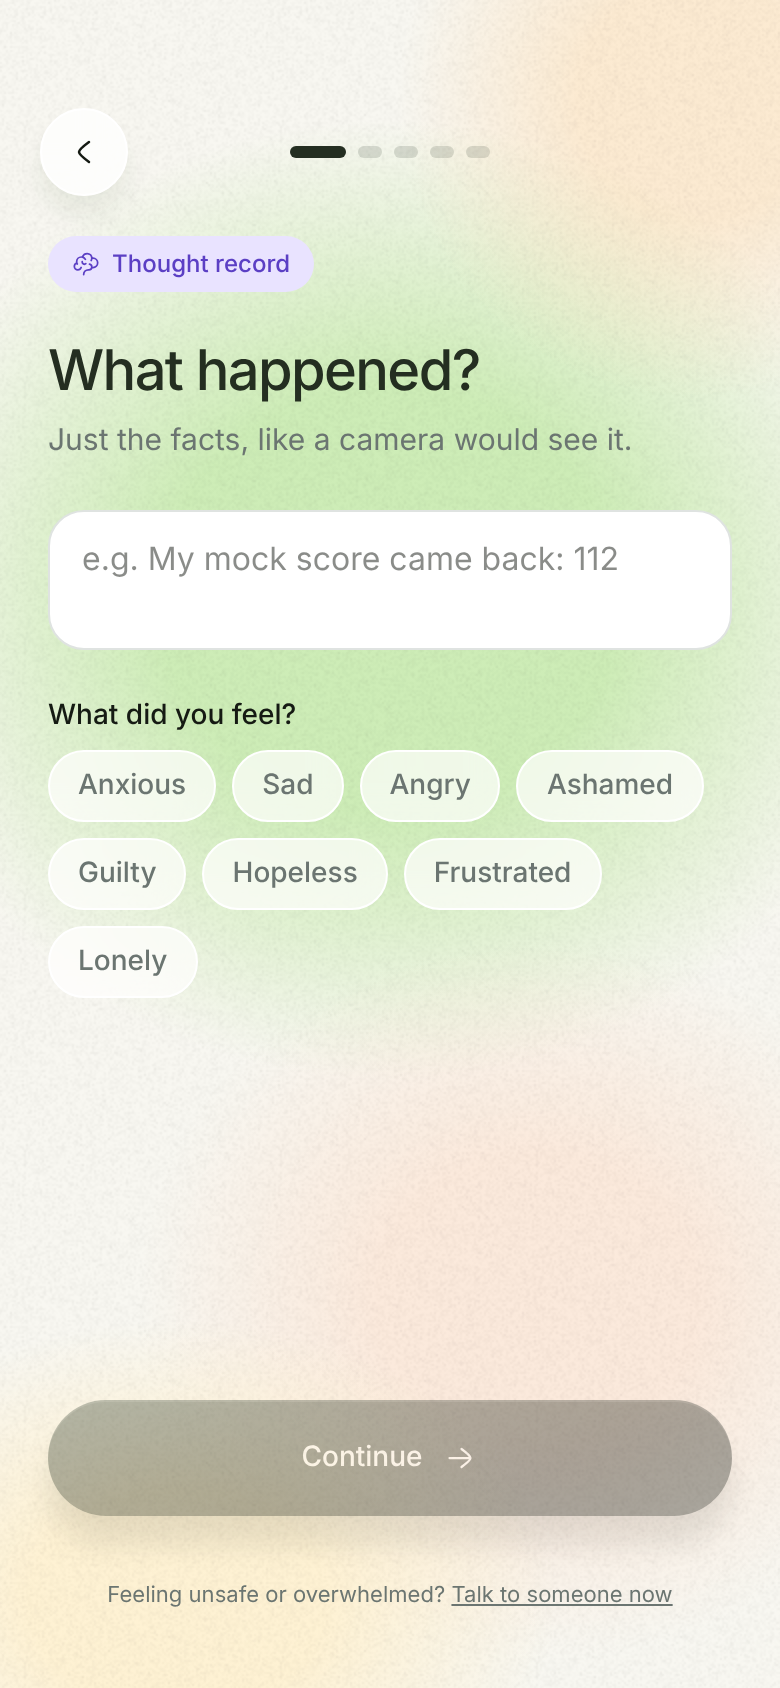 Thought record
What happened?
Just the facts, like a camera would see it.
e.g. My mock score came back: 112
What did you feel?
Anxious Sad Angry Ashamed
Guilty Hopeless Frustrated
Lonely
Continue →
Feeling unsafe or overwhelmed? Talk to someone now